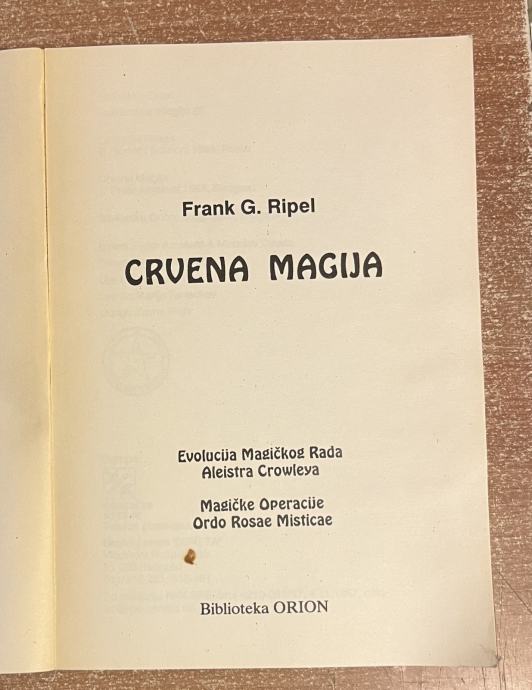 Frank G. Ripel
CRVENA MAGIJA
Evolucija Magičkog Rada
Aleistra Crowleya
Magičke Operacije
Ordo Rosae Misticae
Biblioteka ORION